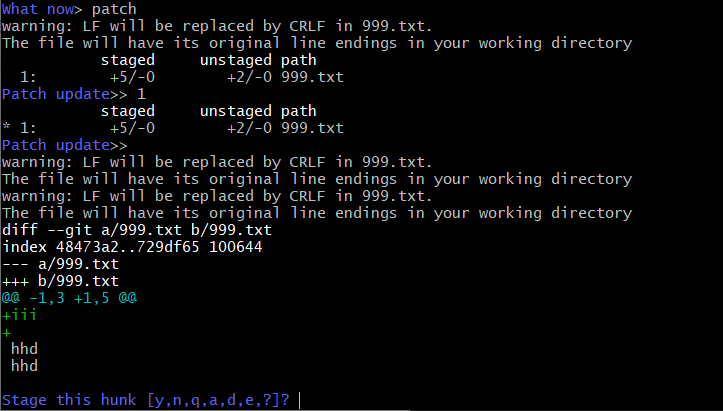 What now> patch
warning: LF will be replaced by CRLF in 999.txt.
The file will have its original line endings in your working directory
           staged     unstaged path
  1:        +5/-0        +2/-0 999.txt
Patch update>> 1
           staged     unstaged path
* 1:        +5/-0        +2/-0 999.txt
Patch update>>
warning: LF will be replaced by CRLF in 999.txt.
The file will have its original line endings in your working directory
warning: LF will be replaced by CRLF in 999.txt.
The file will have its original line endings in your working directory
diff --git a/999.txt b/999.txt
index 48473a2..729df65 100644
--- a/999.txt
+++ b/999.txt
@@ -1,3 +1,5 @@
+iii
+
 hhd
 hhd

Stage this hunk [y,n,q,a,d,e,?]?